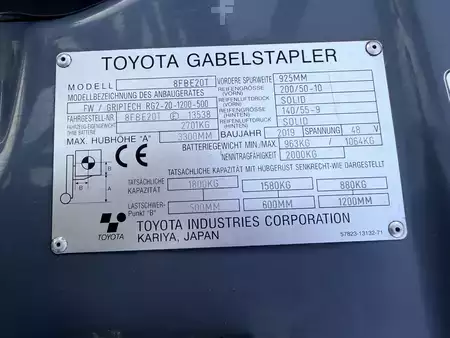 TOYOTA GABELSTAPLER
MODELL 8FBE20T VORDERE SPURWEITE 925MM
MODELLBEZEICHNUNG DES ANBAUGERÄTES REIFENGRÖSSE (VORN) 200/50-10
FW / GRIPTECH RG2-20-1200-500 REIFENLUFTDRUCK (VORN) SOLID
FAHRGESTELL-NR 8FBE20T E 13538 REIFENGRÖSSE (HINTEN) 140/55-9
FAHRZEUG-EIGENGEWICHT OHNE BATTERIE 2701KG REIFENLUFTDRUCK (HINTEN) SOLID
MAX. HUBHÖHE "A" 3300MM BAUJAHR 2019 SPANNUNG 48 V
BATTERIEGEWICHT MIN-MAX 963KG / 1064KG
NENNTRAGFÄHIGKEIT 2000KG
TATSÄCHLICHE KAPAZITÄT MIT HUBGERÜST SENKRECHT-WIE DARGESTELLT
TATSÄCHLICHE KAPAZITÄT 1800KG 1580KG 880KG
LASTSCHWER-Punkt "B" 500MM 600MM 1200MM
A
B
TOYOTA
TOYOTA INDUSTRIES CORPORATION
KARIYA, JAPAN
57823-13132-71